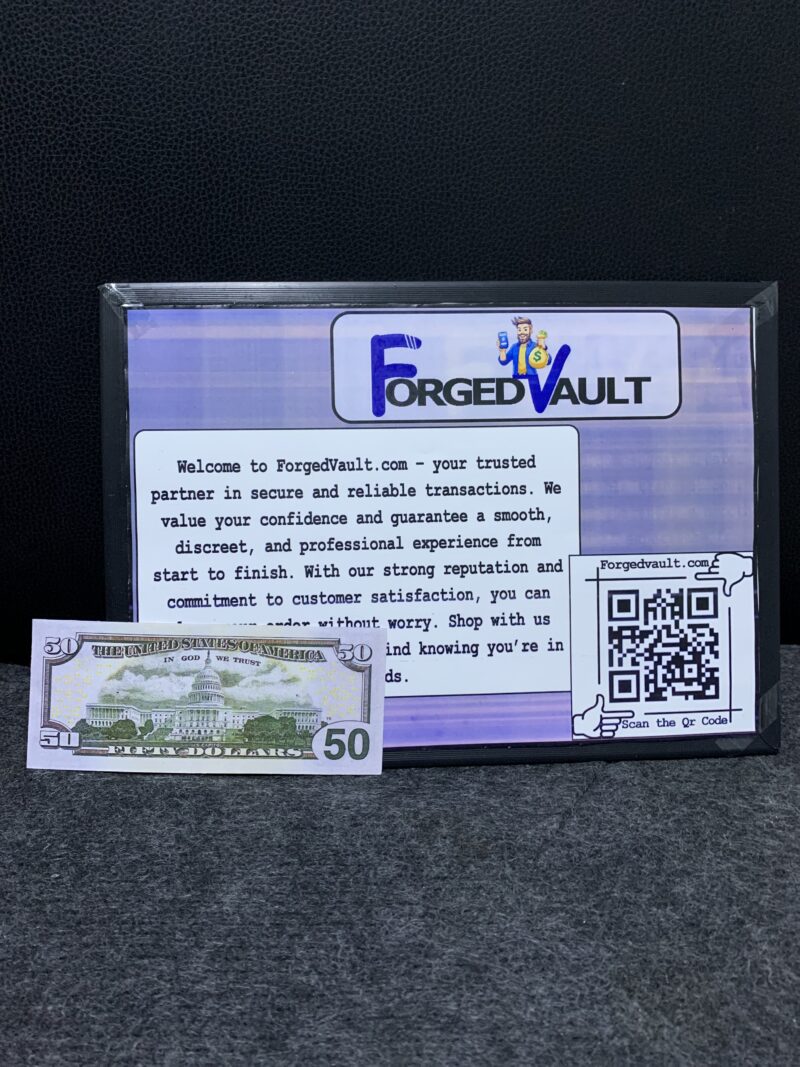 FORGEDVAULT
Welcome to ForgedVault.com – your trusted
partner in secure and reliable transactions. We
value your confidence and guarantee a smooth,
discreet, and professional experience from
start to finish. With our strong reputation and
commitment to customer satisfaction, you can
order without worry. Shop with us
knowing you're in
Forgedvault.com
Scan the Qr Code
50
THE UNITED STATES OF AMERICA
50
IN GOD WE TRUST
50
FIFTY DOLLARS
50